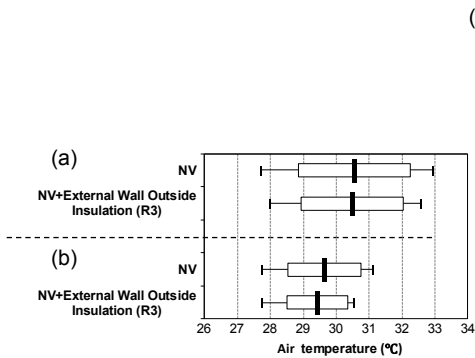 (
(a)
NV
NV+External Wall Outside
Insulation (R3)
(b)
NV
NV+External Wall Outside
Insulation (R3)
26 27 28 29 30 31 32 33 34
Air temperature (℃)